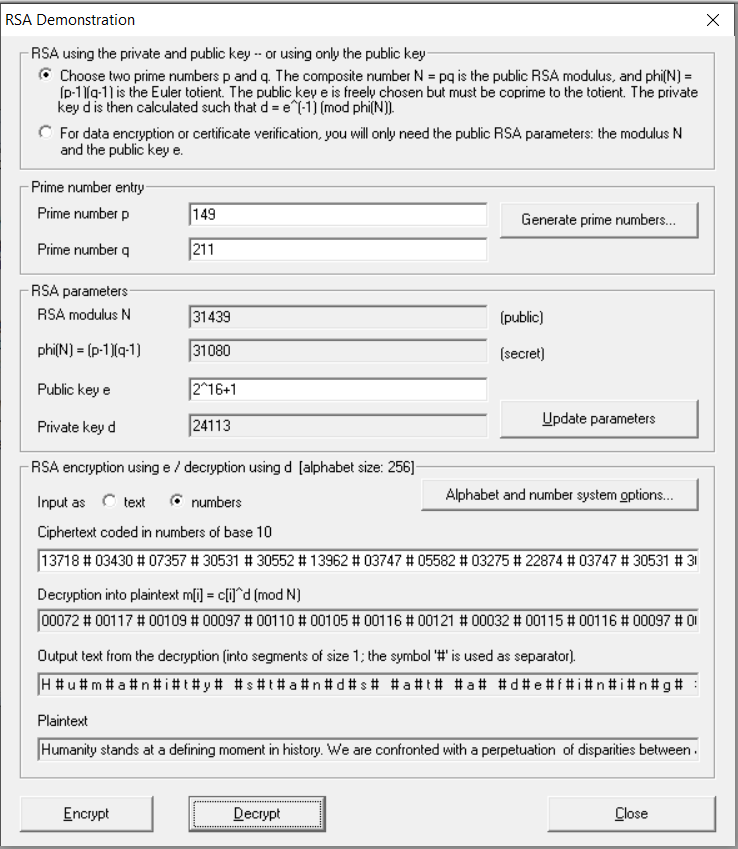 RSA Demonstration
RSA using the private and public key -- or using only the public key
Choose two prime numbers p and q. The composite number N = pq is the public RSA modulus, and phi(N) =
(p-1)(q-1) is the Euler totient. The public key e is freely chosen but must be coprime to the totient. The private
key d is then calculated such that d = e^(-1) (mod phi(N)).
For data encryption or certificate verification, you will only need the public RSA parameters: the modulus N
and the public key e.
Prime number entry
Prime number p 149 Generate prime numbers...
Prime number q 211
RSA parameters
RSA modulus N 31439 (public)
phi(N) = (p-1)(q-1) 31080 (secret)
Public key e 2^16+1
Private key d 24113 Update parameters
RSA encryption using e / decryption using d [alphabet size: 256]
Input as text numbers Alphabet and number system options...
Ciphertext coded in numbers of base 10
13718 # 03430 # 07357 # 30531 # 30552 # 13962 # 03747 # 05582 # 03275 # 22874 # 03747 # 30531 #
Decryption into plaintext m[i] = c[i]^d (mod N)
00072 # 00117 # 00109 # 00097 # 00110 # 00105 # 00116 # 00121 # 00032 # 00115 # 00116 # 00097 #
Output text from the decryption (into segments of size 1; the symbol '#' is used as separator).
H # u # m # a # n # i # t # y #   # s # t # a # n # d # s #   # a # t #   # a #   # d # e # f # i # n # i # n # g #
Plaintext
Humanity stands at a defining moment in history. We are confronted with a perpetuation  of disparities between
Encrypt Decrypt Close